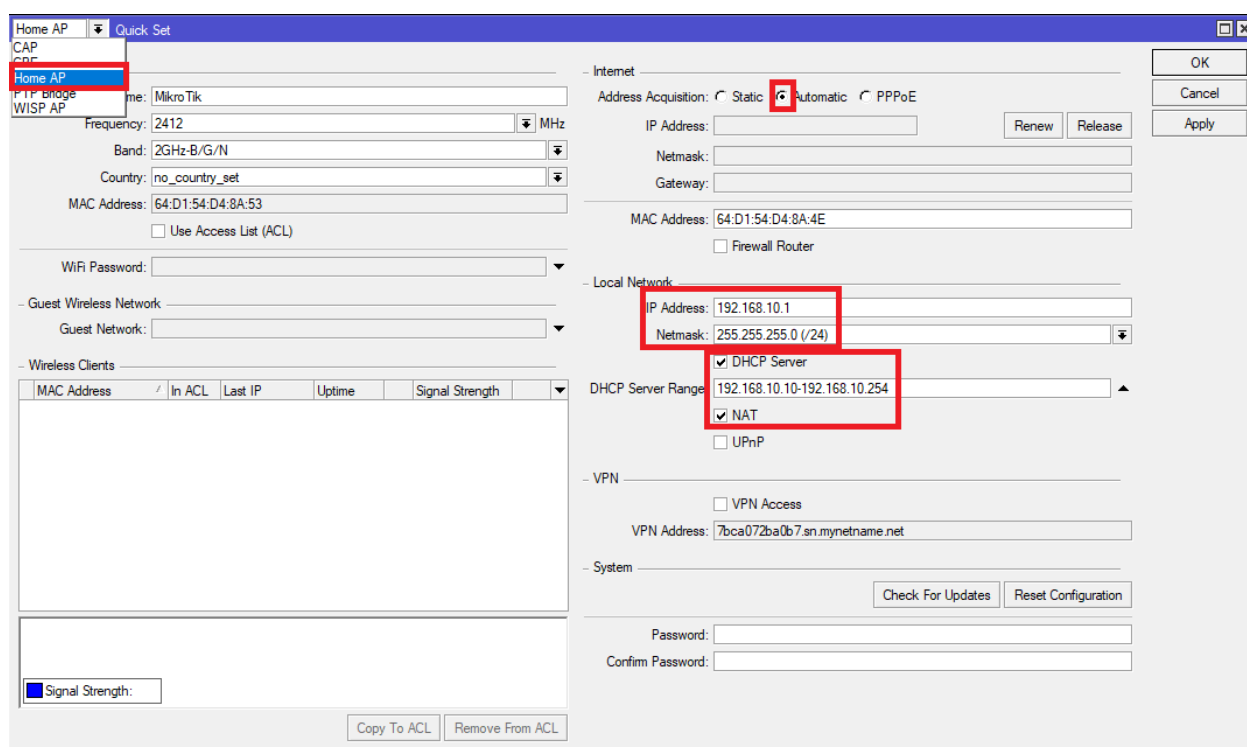 Home AP Quick Set
CAP
Home AP
PTP Bridge
WISP AP
me: MikroTik
Frequency: 2412 MHz
Band: 2GHz-B/G/N
Country: no_country_set
MAC Address: 64:D1:54:D4:8A:53
Use Access List (ACL)
WiFi Password:
Guest Wireless Network
Guest Network:
Wireless Clients
MAC Address In ACL Last IP Uptime Signal Strength
Signal Strength:
Copy To ACL Remove From ACL
Internet
Address Acquisition: Static Automatic PPPoE
IP Address: Renew Release
Netmask:
Gateway:
MAC Address: 64:D1:54:D4:8A:4E
Firewall Router
Local Network
IP Address: 192.168.10.1
Netmask: 255.255.255.0 (/24)
DHCP Server
DHCP Server Range 192.168.10.10-192.168.10.254
NAT
UPnP
VPN
VPN Access
VPN Address: 7bca072ba0b7.sn.mynetname.net
System
Check For Updates Reset Configuration
Password:
Confirm Password:
OK
Cancel
Apply